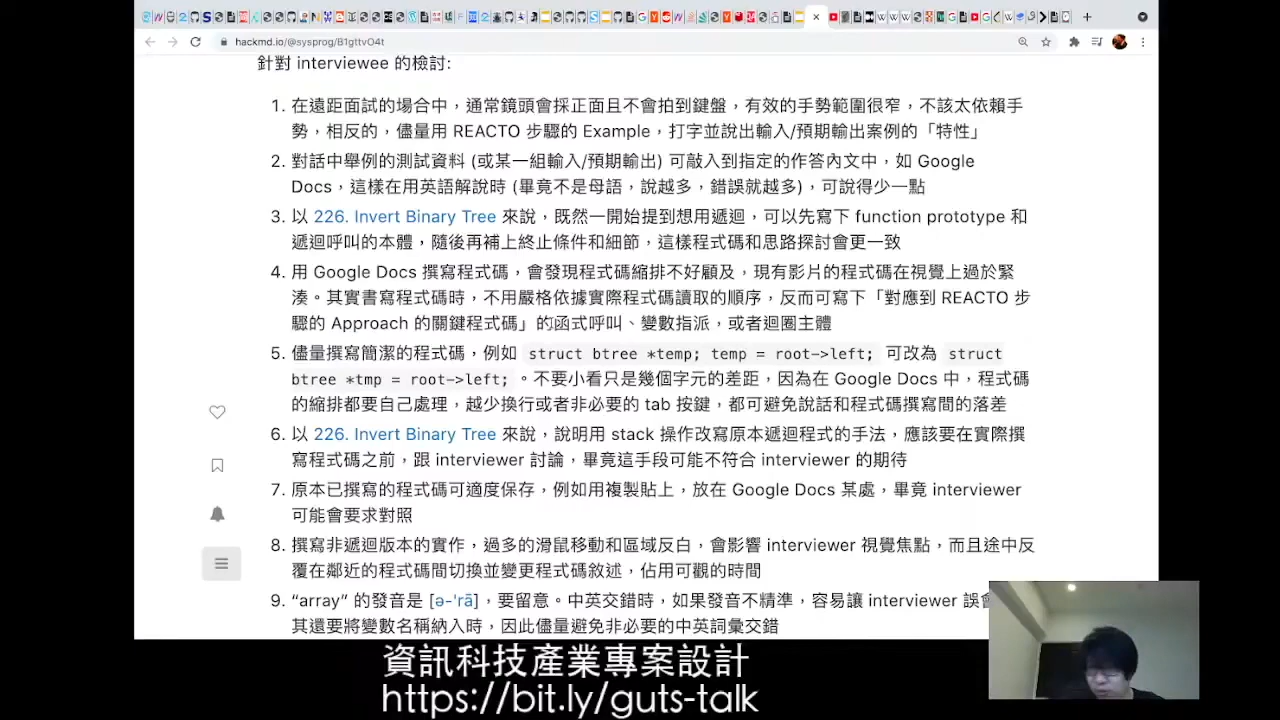 hackmd.io/@sysprog/B1gttvO4t
針對 interviewee 的檢討:
1. 在遠距面試的場合中，通常鏡頭會採正面且不會拍到鍵盤，有效的手勢範圍很窄，不該太依賴手
勢，相反的，儘量用 REACTO 步驟的 Example，打字並說出輸入/預期輸出案例的「特性」
2. 對話中舉例的測試資料 (或某一組輸入/預期輸出) 可敲入到指定的作答內文中，如 Google
Docs，這樣在用英語解說時 (畢竟不是母語，說越多，錯誤就越多)，可說得少一點
3. 以 226. Invert Binary Tree 來說，既然一開始提到想用遞迴，可以先寫下 function prototype 和
遞迴呼叫的本體，隨後再補上終止條件和細節，這樣程式碼和思路探討會更一致
4. 用 Google Docs 撰寫程式碼，會發現程式碼縮排不好顧及，現有影片的程式碼在視覺上過於緊
湊。其實書寫程式碼時，不用嚴格依據實際程式碼讀取的順序，反而可寫下「對應到 REACTO 步
驟的 Approach 的關鍵程式碼」的函式呼叫、變數指派，或者迴圈主體
5. 儘量撰寫簡潔的程式碼，例如 struct btree *temp; temp = root->left; 可改為 struct
btree *tmp = root->left; 。不要小看只是幾個字元的差距，因為在 Google Docs 中，程式碼
的縮排都要自己處理，越少換行或者非必要的 tab 按鍵，都可避免說話和程式碼撰寫間的落差
6. 以 226. Invert Binary Tree 來說，說明用 stack 操作改寫原本遞迴程式的手法，應該要在實際撰
寫程式碼之前，跟 interviewer 討論，畢竟這手段可能不符合 interviewer 的期待
7. 原本已撰寫的程式碼可適度保存，例如用複製貼上，放在 Google Docs 某處，畢竟 interviewer
可能會要求對照
8. 撰寫非遞迴版本的實作，過多的滑鼠移動和區域反白，會影響 interviewer 視覺焦點，而且途中反
覆在鄰近的程式碼間切換並變更程式碼敘述，佔用可觀的時間
9. “array” 的發音是 [ə-ˈrā]，要留意。中英交錯時，如果發音不精準，容易讓 interviewer 誤
其還要將變數名稱納入時，因此儘量避免非必要的中英詞彙交錯
資訊科技產業專案設計
https://bit.ly/guts-talk